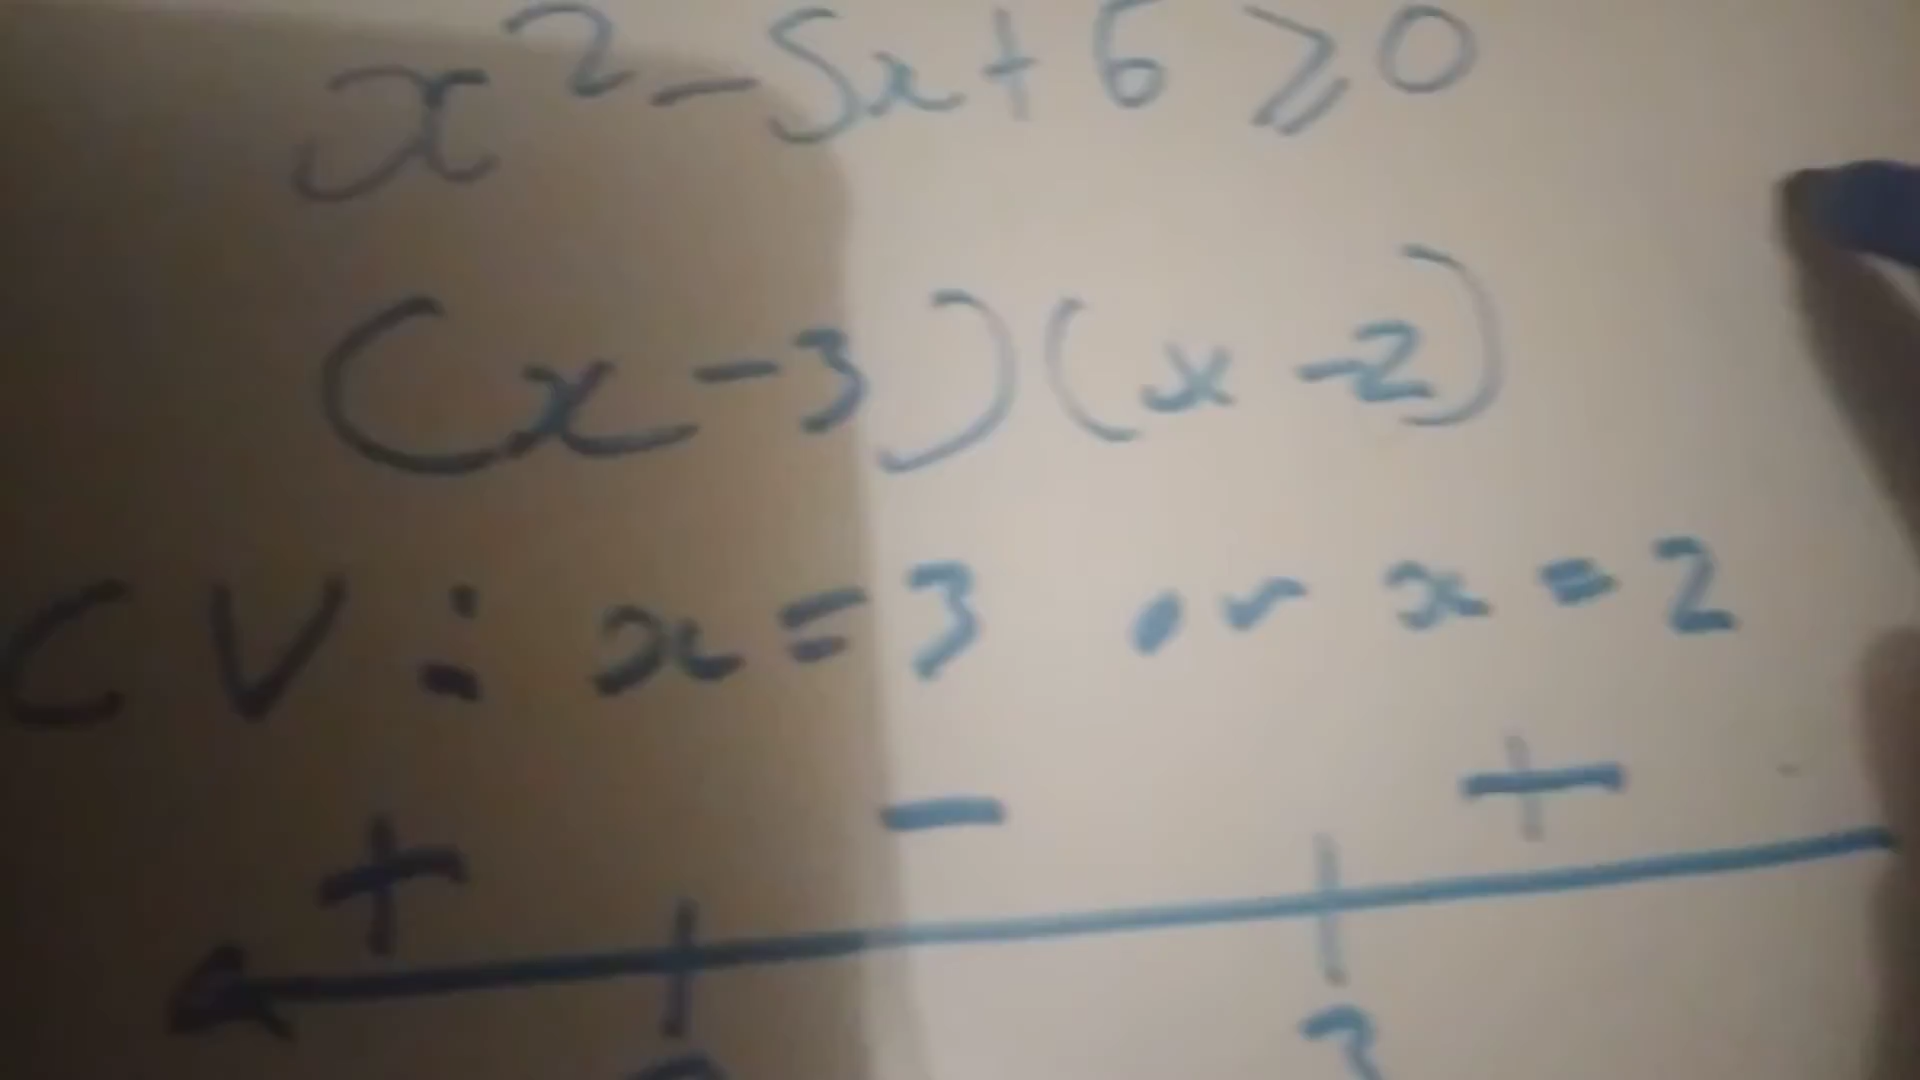 x² - 5x + 6 ⩾ 0
(x - 3)(x - 2)
CV : x = 3 or x = 2
+ - +